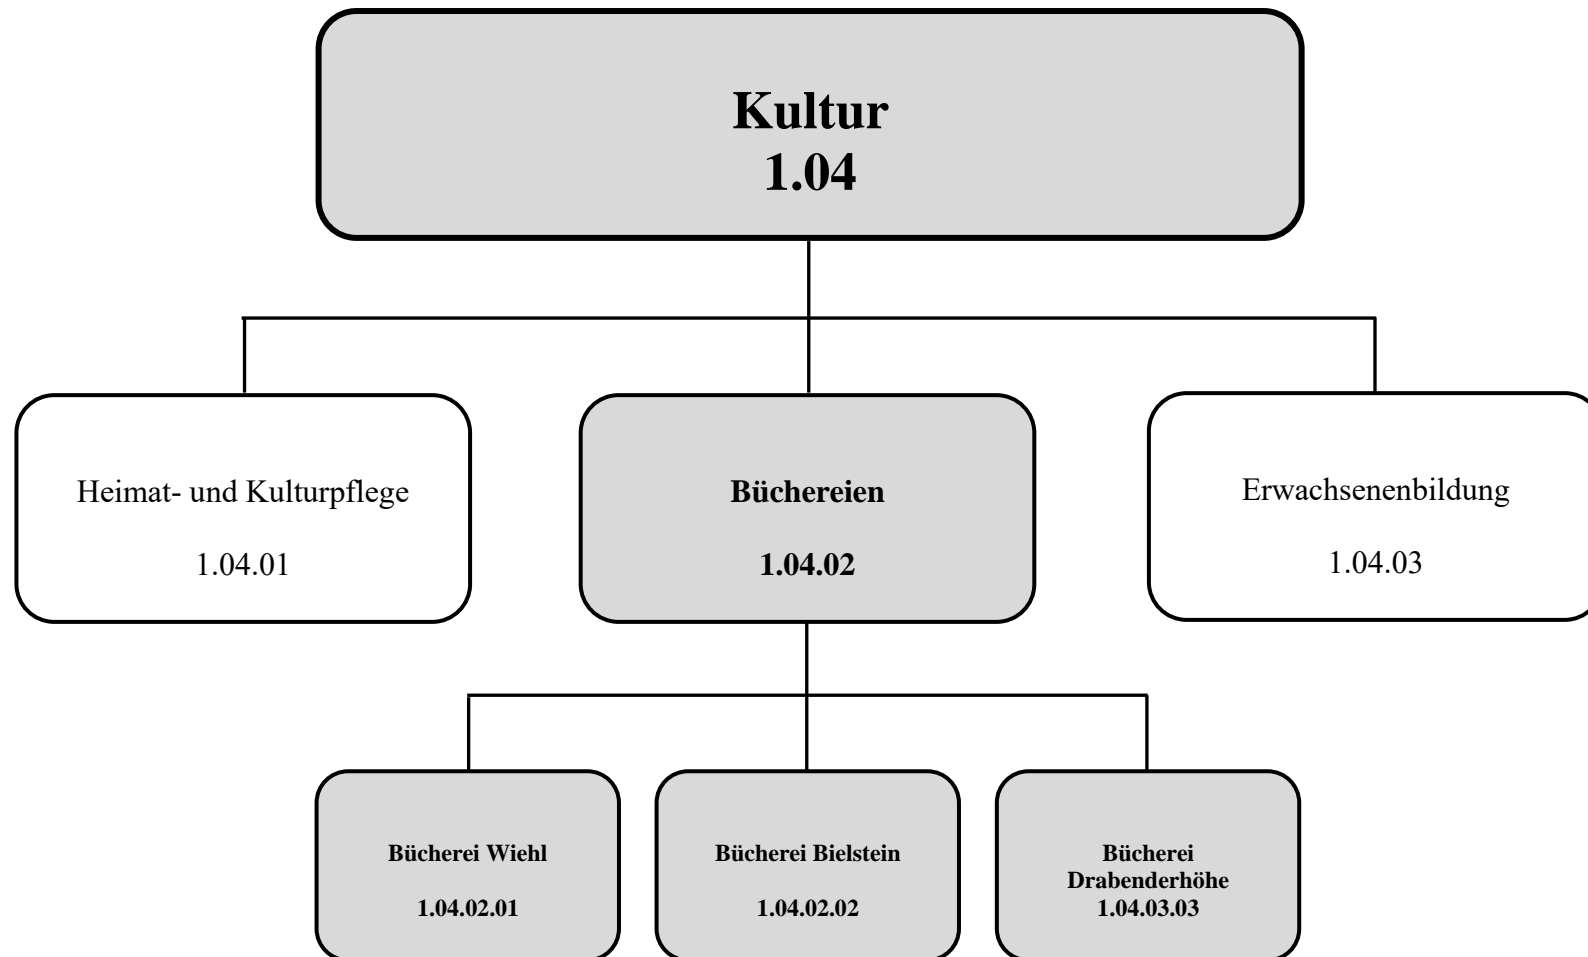 Kultur
1.04
Heimat- und Kulturpflege
1.04.01
Büchereien
1.04.02
Erwachsenenbildung
1.04.03
Bücherei Wiehl
1.04.02.01
Bücherei Bielstein
1.04.02.02
Bücherei
Drabenderhöhe
1.04.03.03